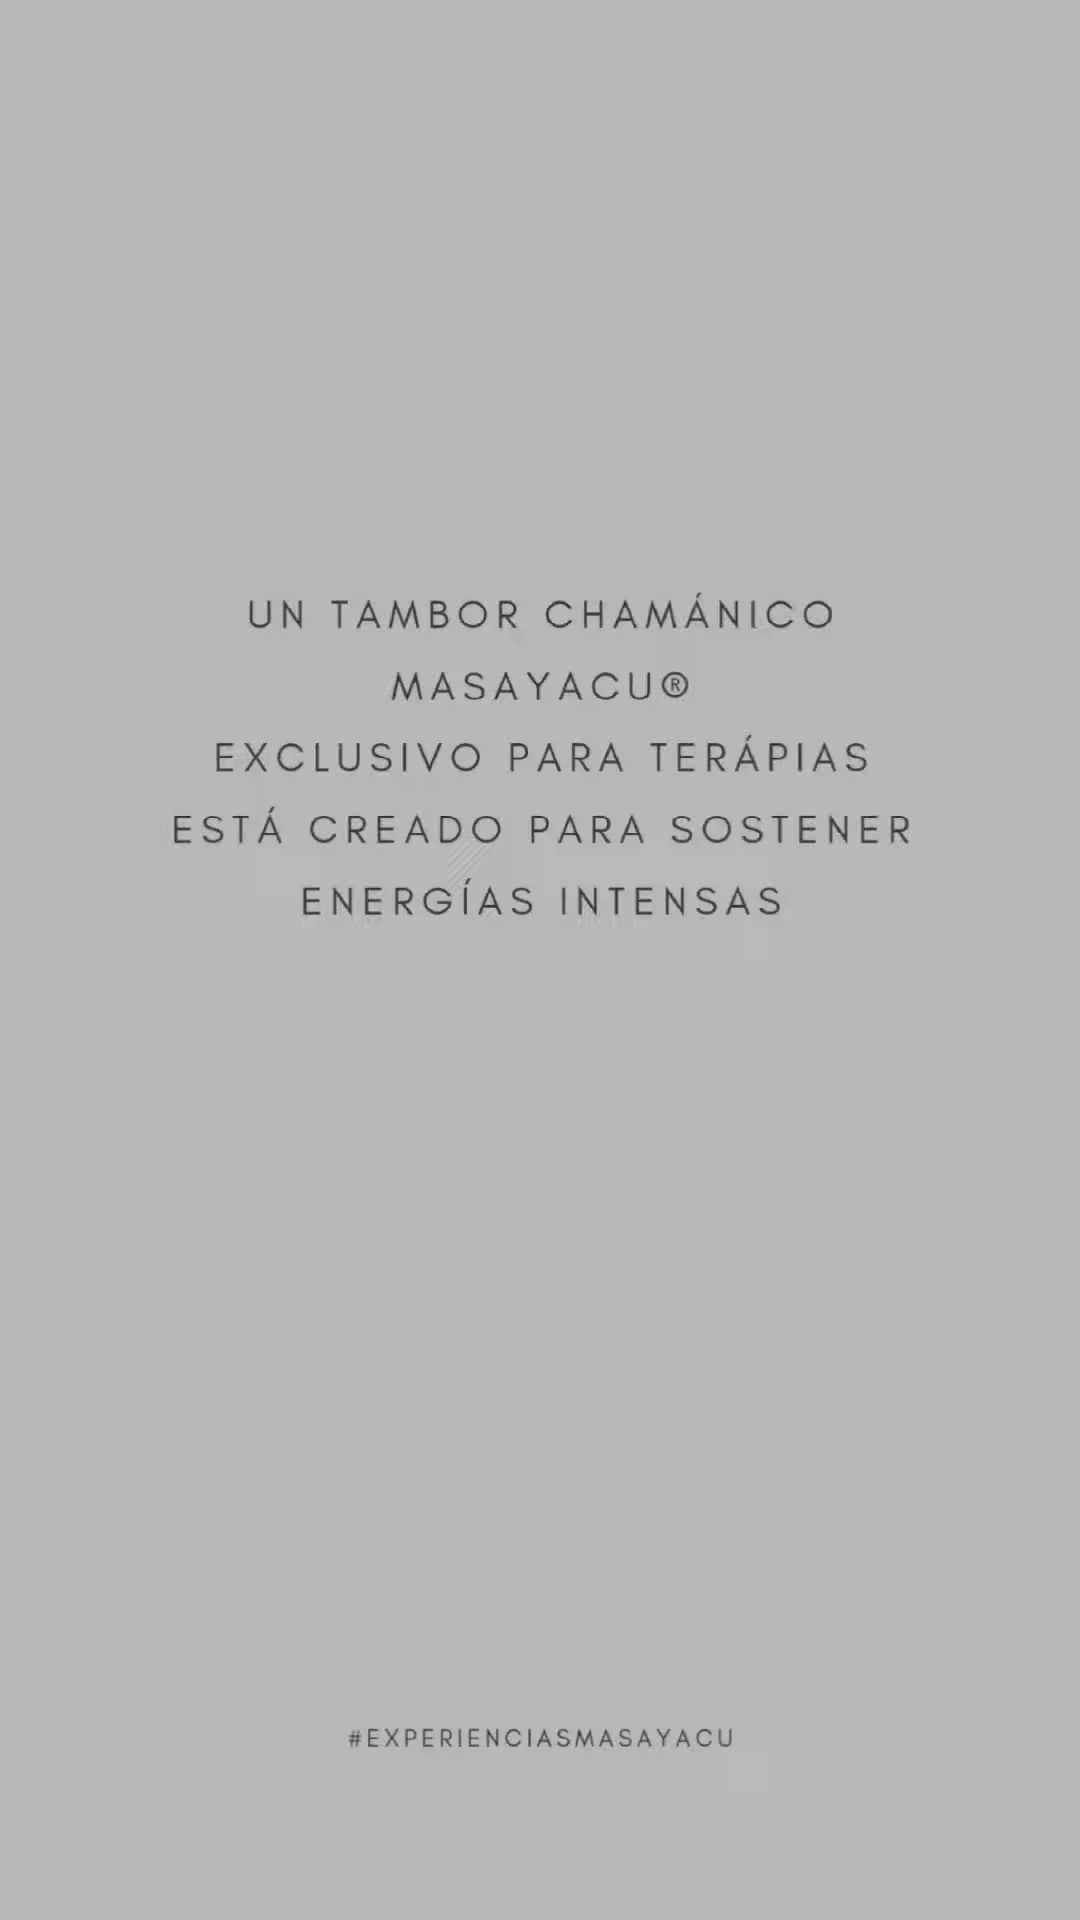 UN TAMBOR CHAMÁNICO
MASAYACU®
EXCLUSIVO PARA TERÁPIAS
ESTÁ CREADO PARA SOSTENER
ENERGÍAS INTENSAS
#EXPERIENCIASMASAYACU